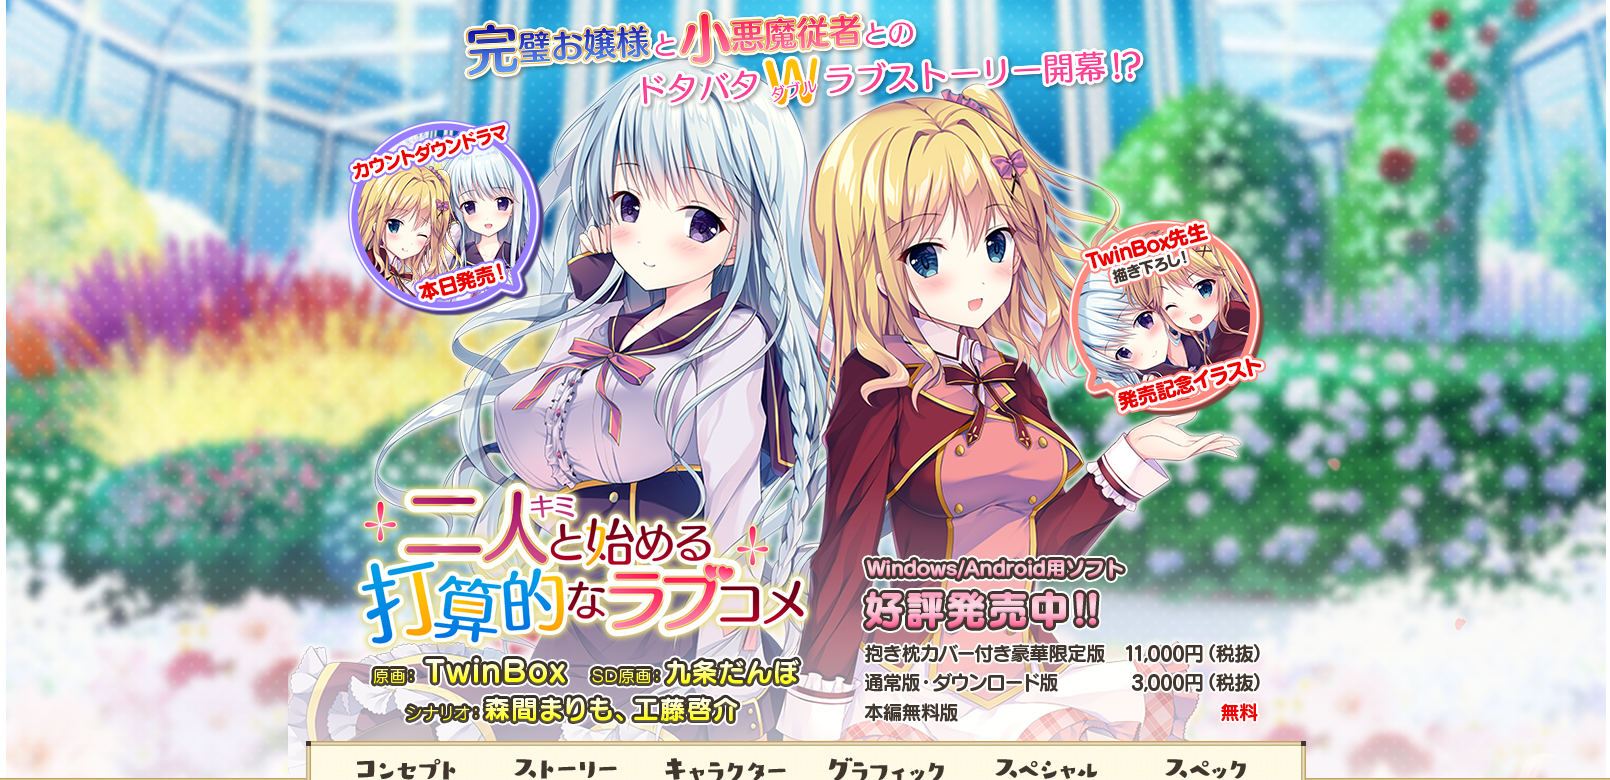 完璧お嬢様と小悪魔従者との
ドタバタWダブルラブストーリー開幕!?
カウントダウンドラマ
本日発売!
TwinBox先生
描き下ろし!
発売記念イラスト
二人キミと始める
打算的なラブコメ
原画: TwinBox SD原画: 九条だんぼ
シナリオ: 森間まりも、工藤啓介
Windows/Android用ソフト
好評発売中!!
抱き枕カバー付き豪華限定版 11,000円(税抜)
通常版・ダウンロード版 3,000円(税抜)
本編無料版 無料
コンセプト ストーリー キャラクター グラフィック スペシャル スペック